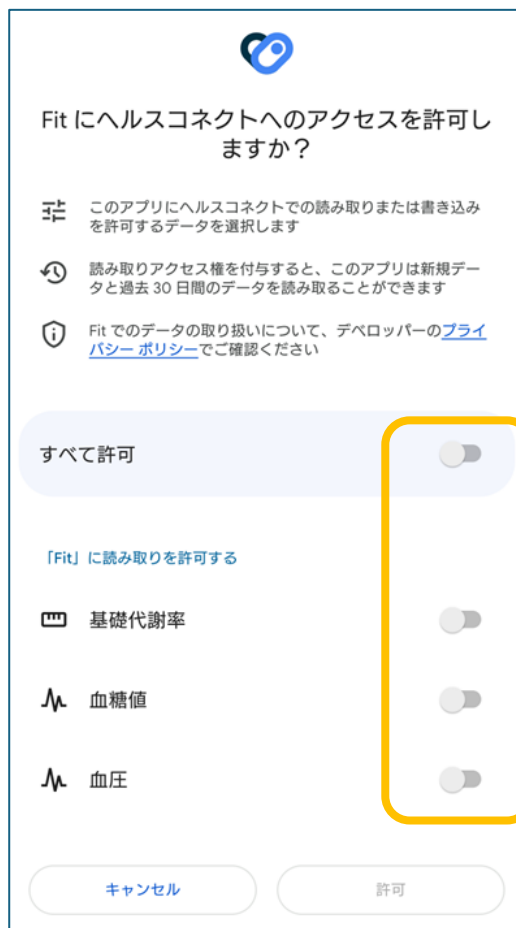 Fit にヘルスコネクトへのアクセスを許可し
ますか？
このアプリにヘルスコネクトでの読み取りまたは書き込み
を許可するデータを選択します
読み取りアクセス権を付与すると、このアプリは新規デー
タと過去 30 日間のデータを読み取ることができます
Fit でのデータの取り扱いについて、デベロッパーのプライ
バシー ポリシーでご確認ください
すべて許可
「Fit」に読み取りを許可する
基礎代謝率
血糖値
血圧
キャンセル
許可